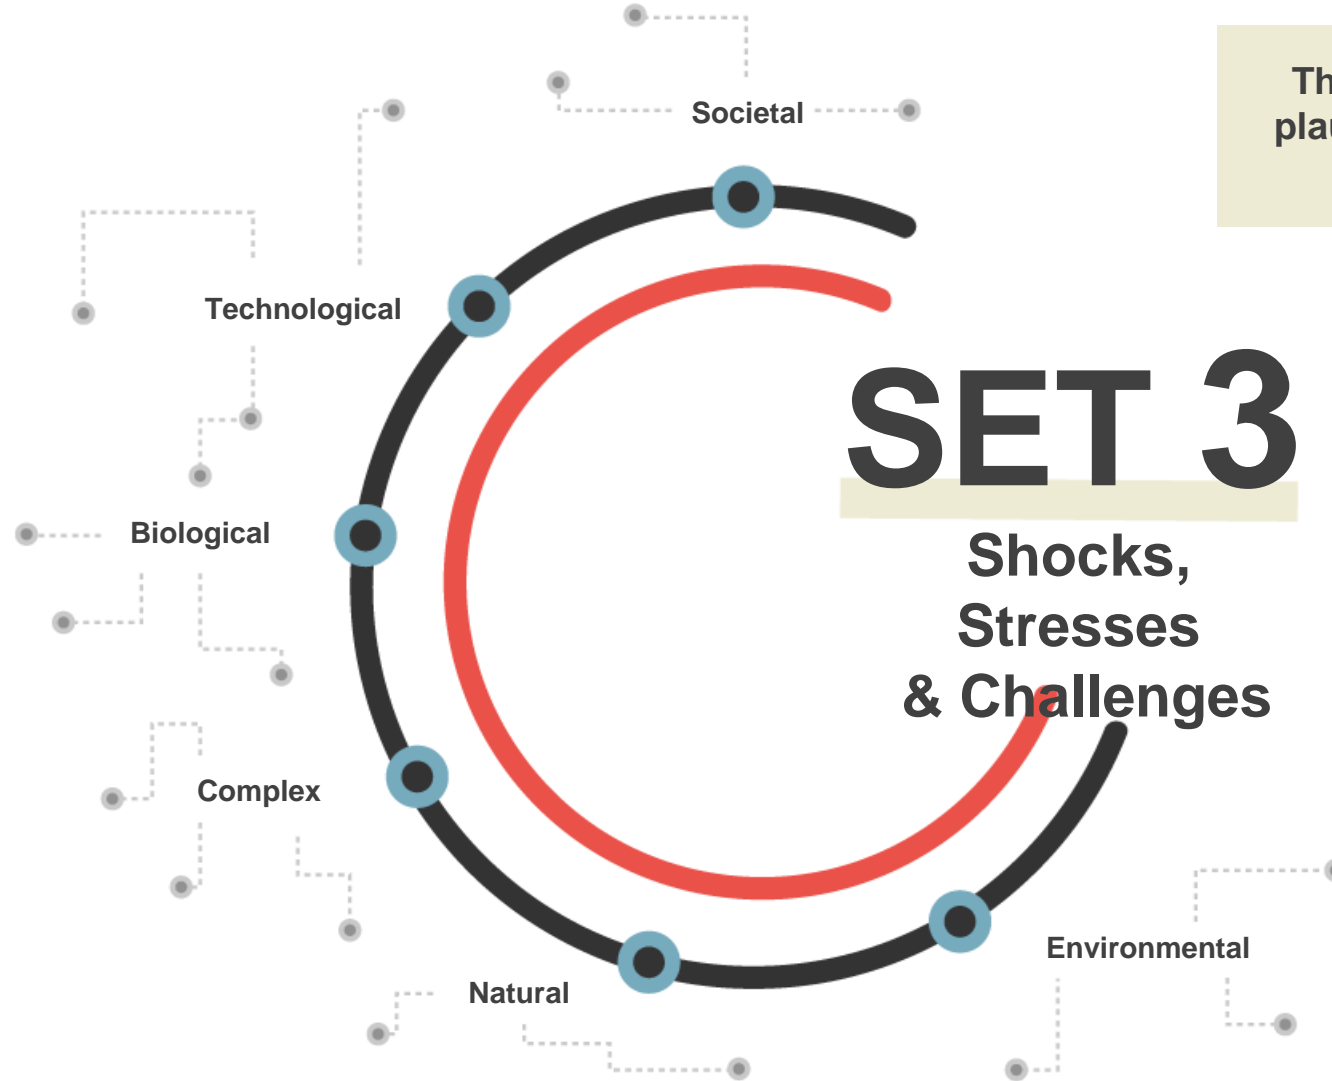 Societal
Technological
Biological
Complex
Natural
Environmental
SET 3
Shocks,
Stresses
& Challenges